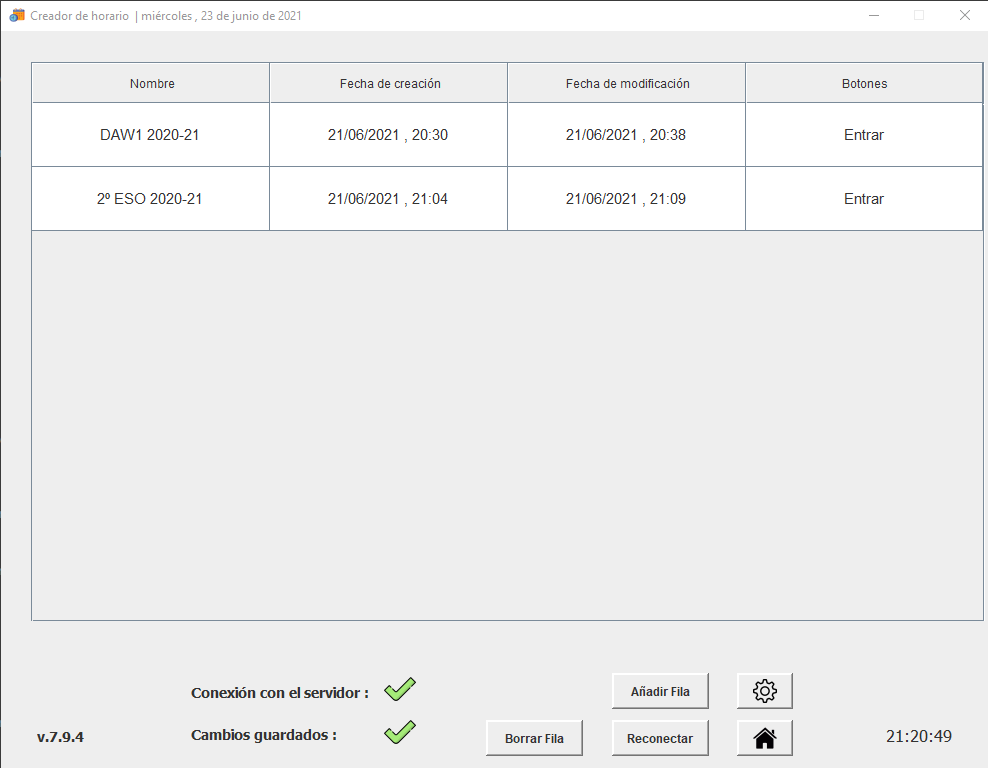 Creador de horario | miércoles , 23 de junio de 2021
Nombre Fecha de creación Fecha de modificación Botones
DAW1 2020-21 21/06/2021 , 20:30 21/06/2021 , 20:38 Entrar
2º ESO 2020-21 21/06/2021 , 21:04 21/06/2021 , 21:09 Entrar
Conexión con el servidor : Añadir Fila
v.7.9.4 Cambios guardados : Borrar Fila Reconectar 21:20:49